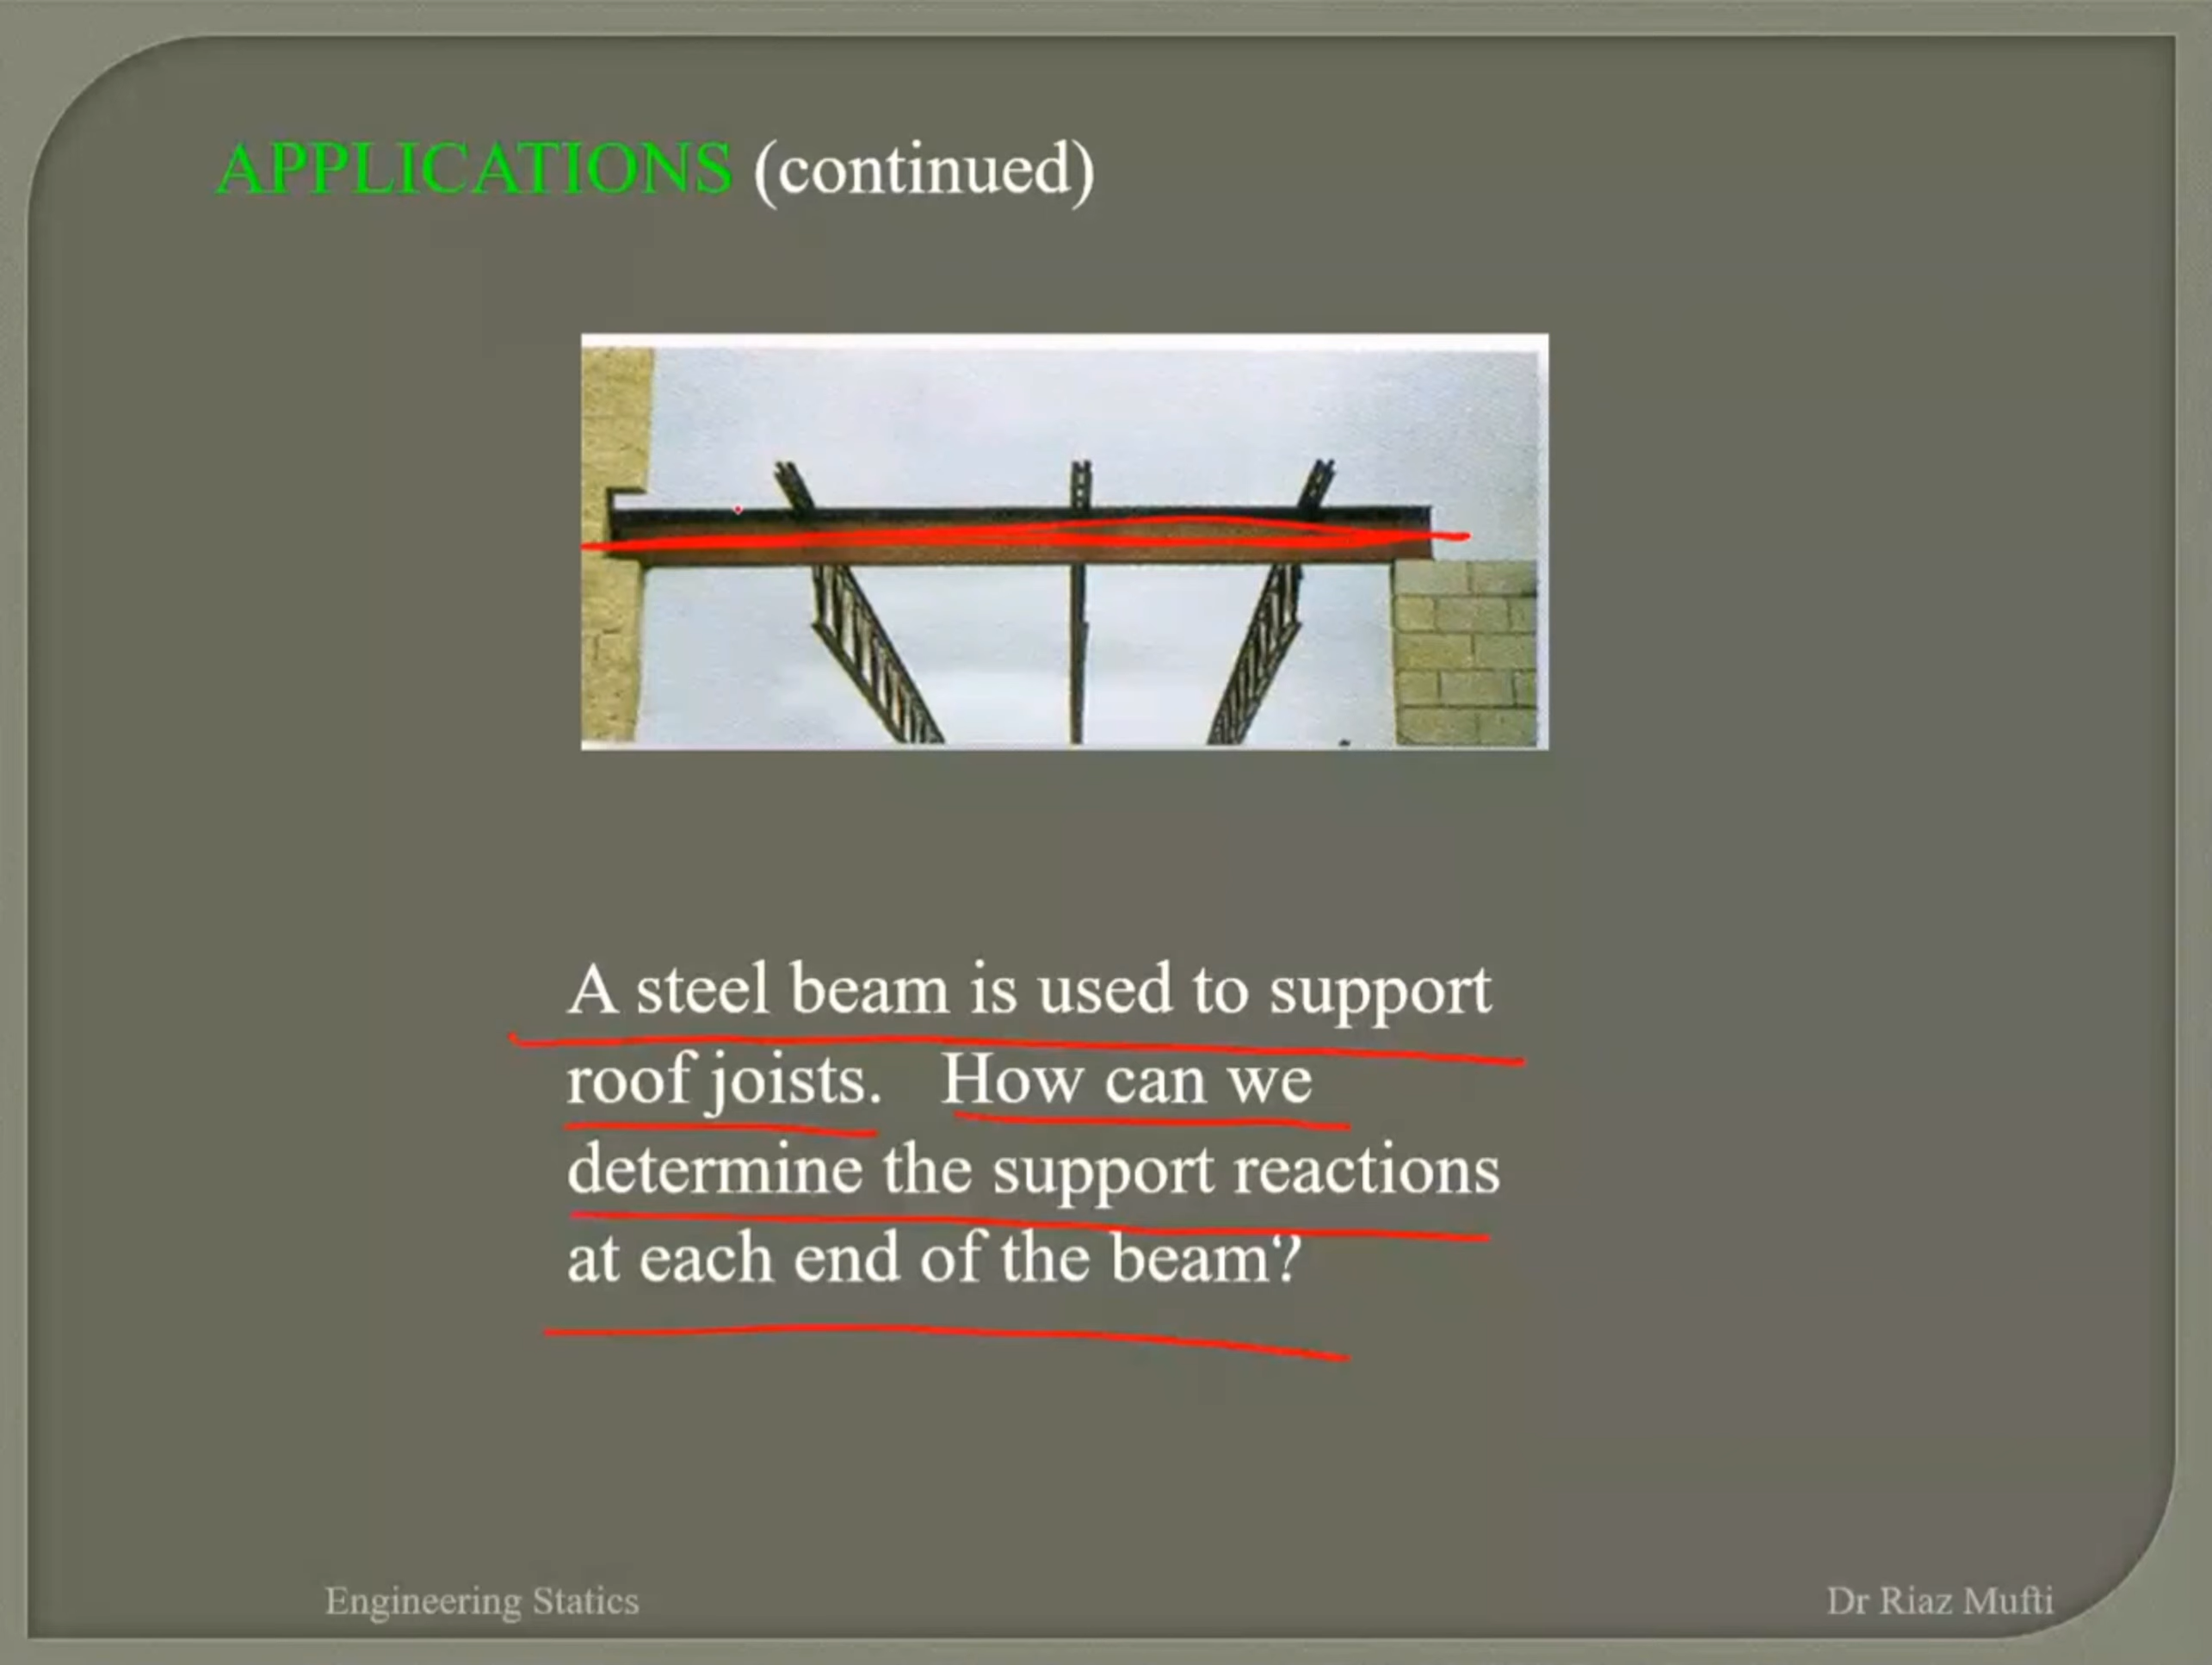 APPLICATIONS (continued)
A steel beam is used to support
roof joists. How can we
determine the support reactions
at each end of the beam?
Engineering Statics
Dr Riaz Mufti